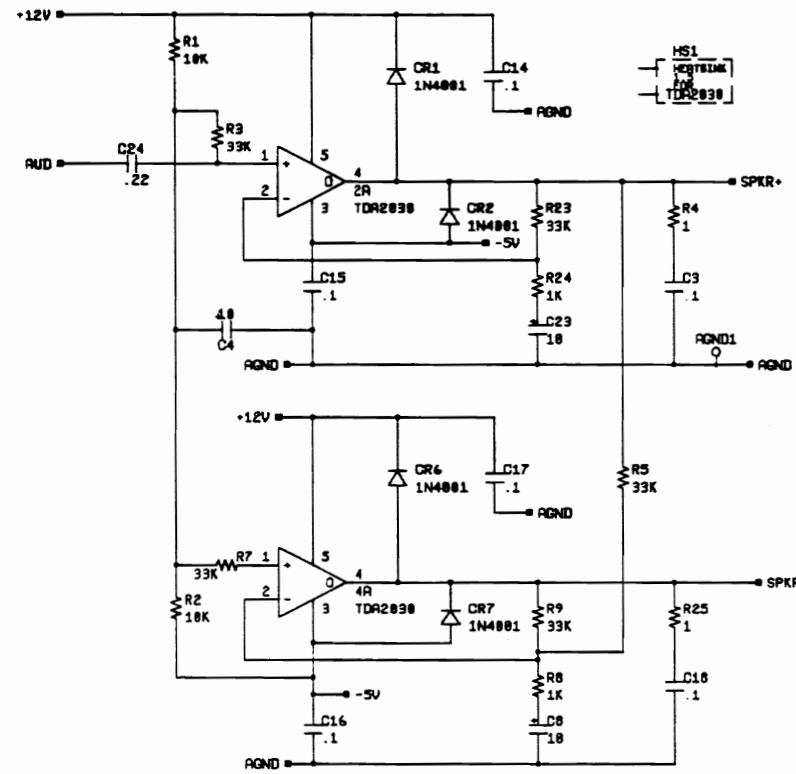 +12V
R1
10K
CR1
1N4001
C14
.1
AGND
HS1
HEATSINK
1.5
FOR
TDA2030
R3
33K
C24
.22
AUD
1
+
5
4
2A
TDA2030
2
-
O
3
SPKR+
CR2
1N4001
-5V
R23
33K
R4
1
C15
.1
R24
1K
C3
.1
+
C23
10
10
C4
AGND
AGND1
AGND
+12V
CR6
1N4001
C17
.1
AGND
R5
33K
R7
33K
1
+
5
4
4A
TDA2030
2
-
O
3
SPKR
R2
10K
CR7
1N4001
R9
33K
R25
1
R8
1K
C18
.1
-5V
C16
.1
+
C8
10
AGND